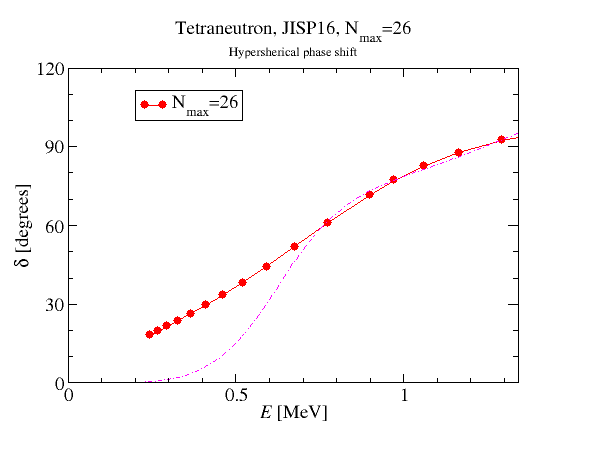 Tetraneutron, JISP16, Nmax=26
Hypersherical phase shift
Nmax=26
120
90
60
30
0
δ [degrees]
0
0.5
1
E [MeV]